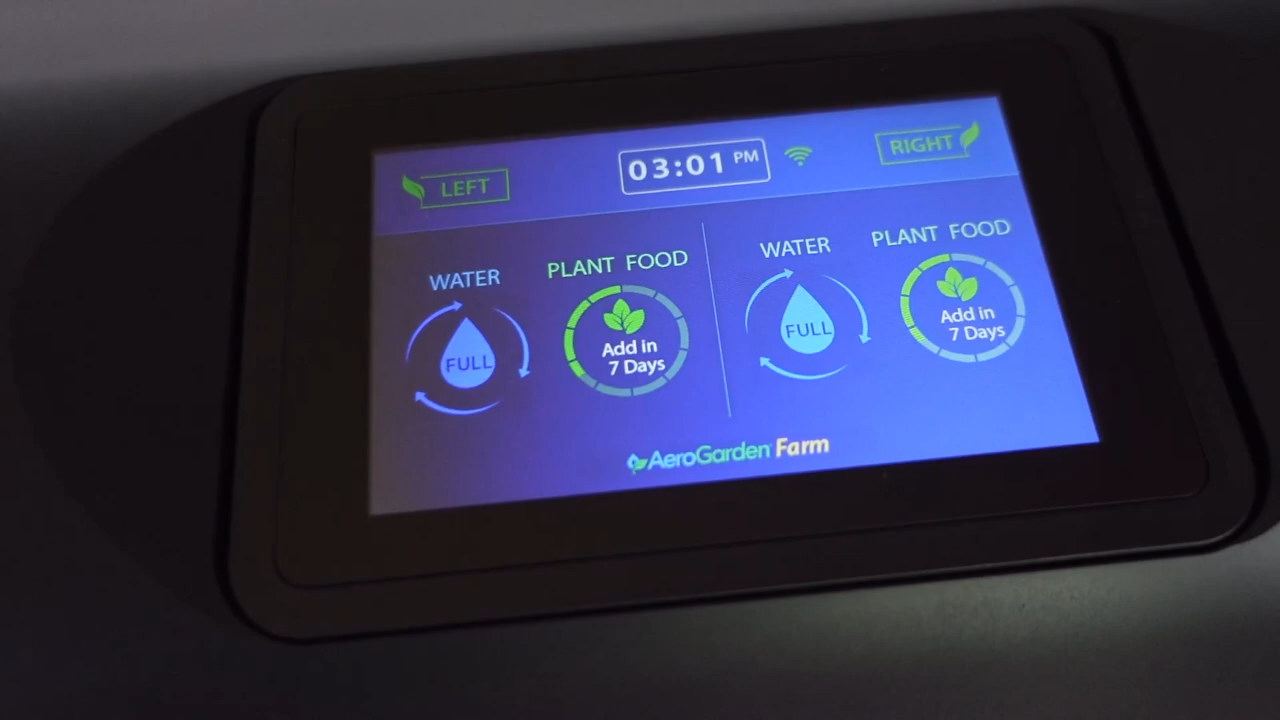 LEFT
03:01 PM
RIGHT
WATER
PLANT FOOD
FULL
Add in
7 Days
WATER
PLANT FOOD
FULL
Add in
7 Days
AeroGarden Farm